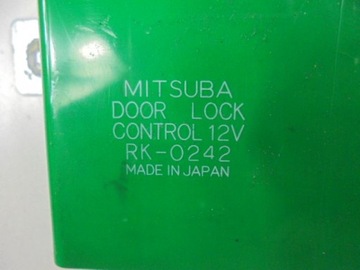 MITSUBA
DOOR LOCK
CONTROL 12V
RK-0242
MADE IN JAPAN